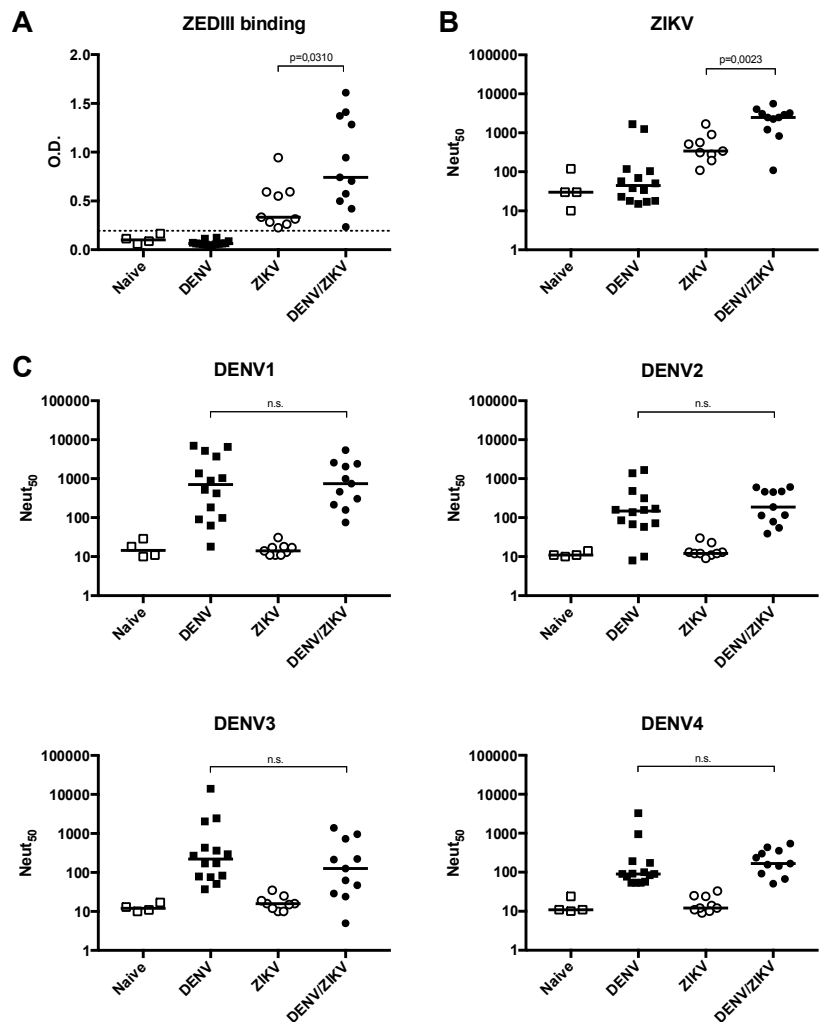 A
ZEDIII binding
2.0
1.5
1.0
0.5
0.0
O.D.
p=0,0310
Naive
DENV
ZIKV
DENV/ZIKV
B
ZIKV
100000
10000
1000
100
10
1
Neut50
p=0,0023
Naive
DENV
ZIKV
DENV/ZIKV
C
DENV1
100000
10000
1000
100
10
1
Neut50
n.s.
Naive
DENV
ZIKV
DENV/ZIKV
DENV2
100000
10000
1000
100
10
1
Neut50
n.s.
Naive
DENV
ZIKV
DENV/ZIKV
DENV3
100000
10000
1000
100
10
1
Neut50
n.s.
Naive
DENV
ZIKV
DENV/ZIKV
DENV4
100000
10000
1000
100
10
1
Neut50
n.s.
Naive
DENV
ZIKV
DENV/ZIKV